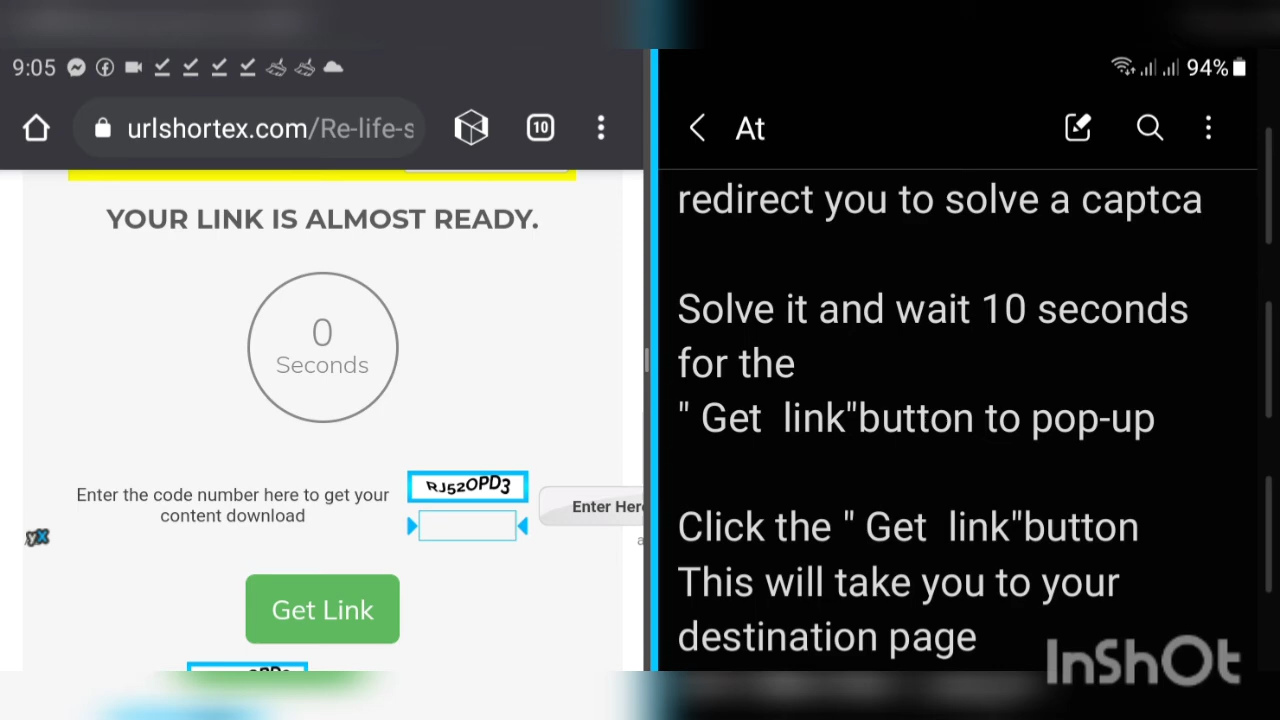 9:05
urlshortex.com/Re-life-s
10
YOUR LINK IS ALMOST READY.
0
Seconds
Enter the code number here to get your
content download
RJ52OPD3
Enter Her
yx
Get Link
94%
At
redirect you to solve a captca
Solve it and wait 10 seconds
for the
" Get link"button to pop-up
Click the " Get link"button
This will take you to your
destination page
InShOt